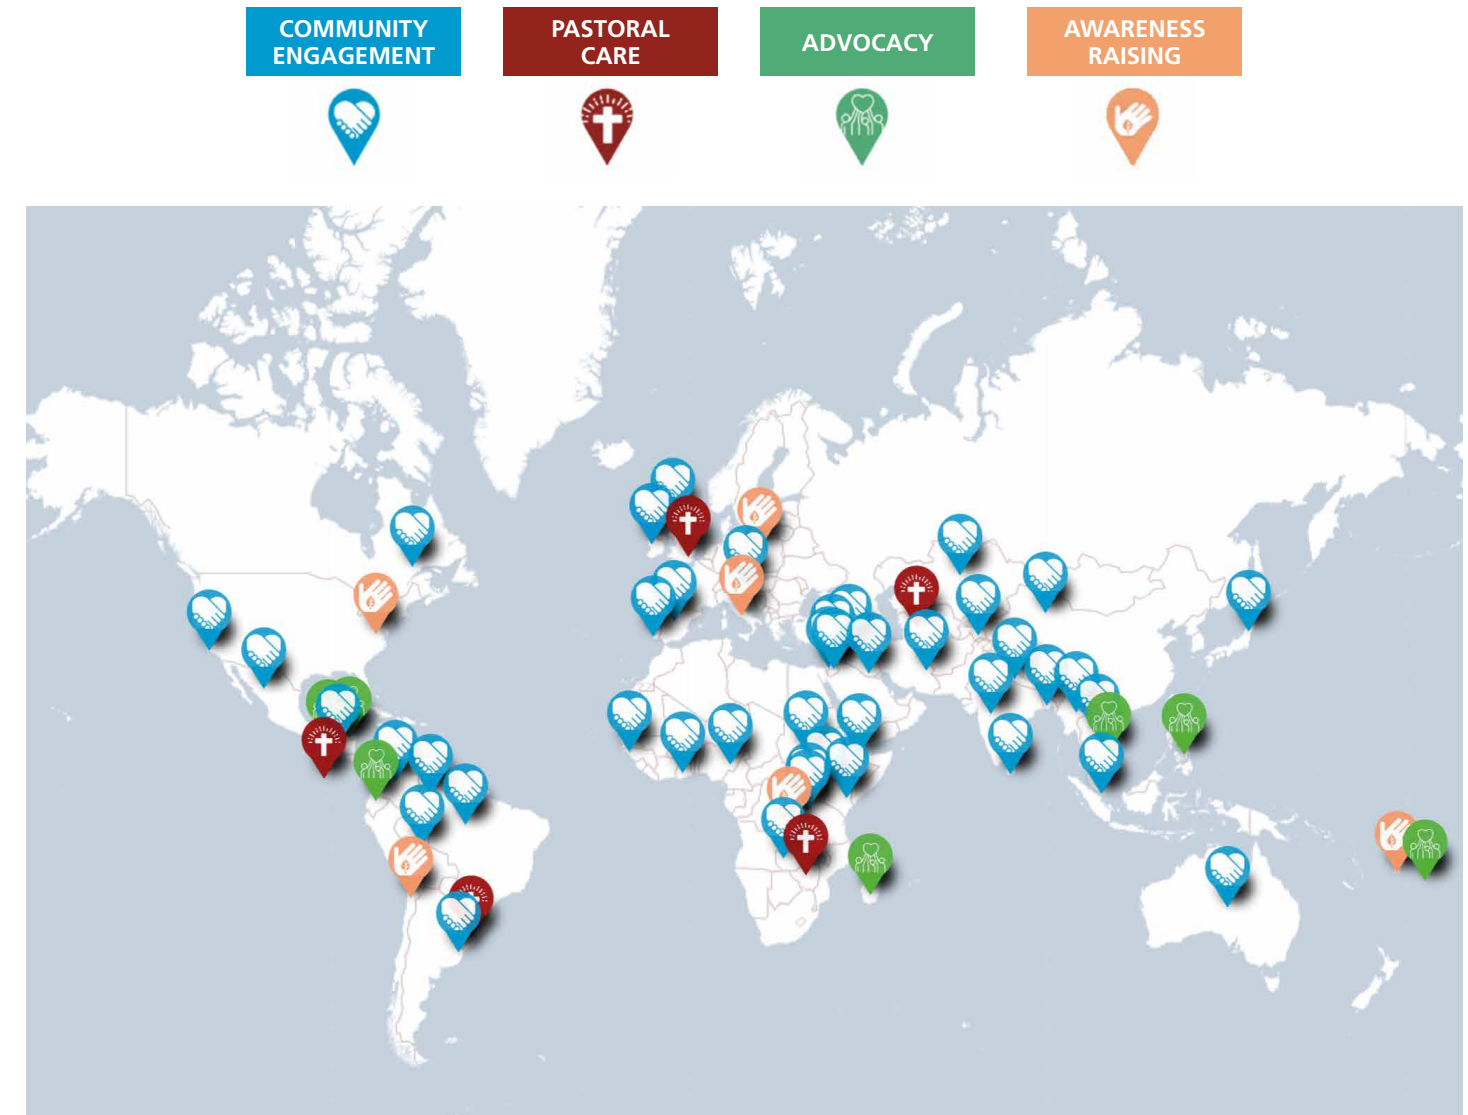 COMMUNITY
ENGAGEMENT
PASTORAL
CARE
ADVOCACY
AWARENESS
RAISING